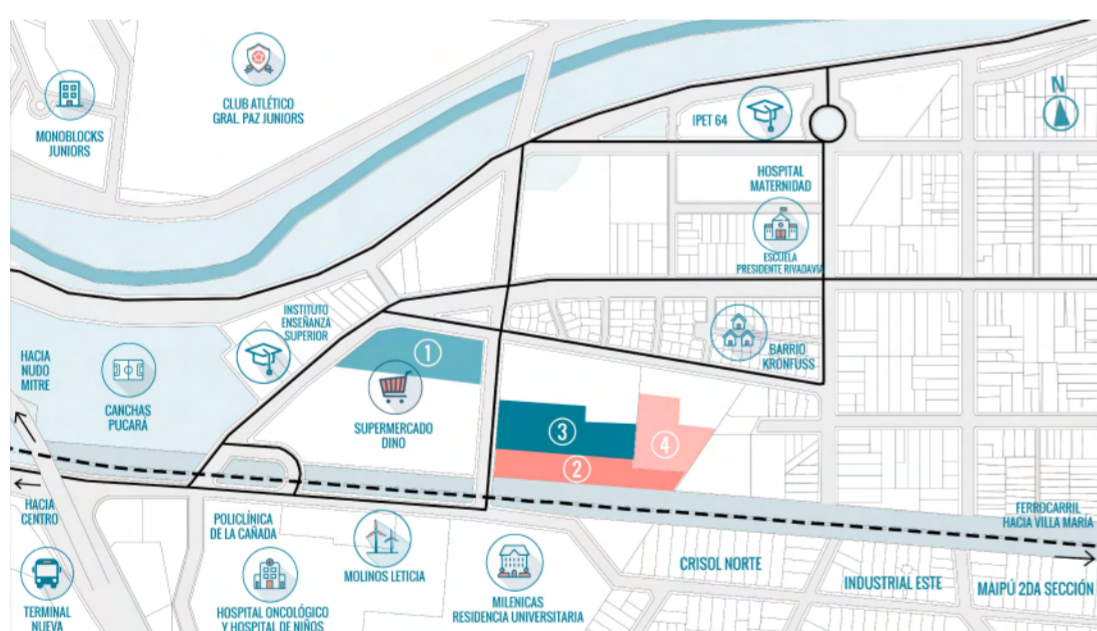 CLUB ATLÉTICO
GRAL. PAZ JUNIORS
MONOBLOCKS
JUNIORS
IPET 64
N
HOSPITAL
MATERNIDAD
ESCUELA
PRESIDENTE RIVADAVIA
INSTITUTO
ENSEÑANZA
SUPERIOR
1
HACIA
NUDO
MITRE
CANCHAS
PUCARÁ
SUPERMERCADO
DINO
BARRIO
KRONFUSS
3
4
2
HACIA
CENTRO
POLICLÍNICA
DE LA CAÑADA
FERROCARRIL
HACIA VILLA MARÍA
MOLINOS LETICIA
CRISOL NORTE
INDUSTRIAL ESTE
MAIPÚ 2DA SECCIÓN
TERMINAL
NUEVA
HOSPITAL ONCOLÓGICO
Y HOSPITAL DE NIÑOS
MILENICAS
RESIDENCIA UNIVERSITARIA